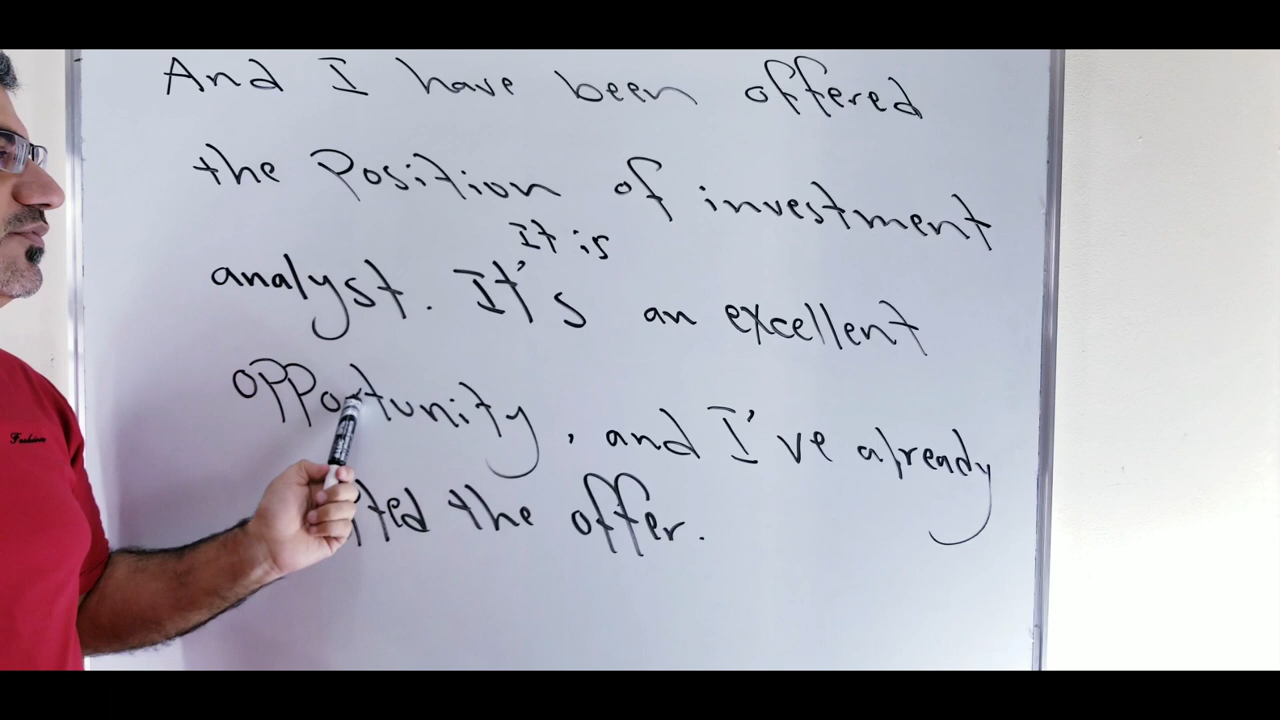 And I have been offered
the position of investment
It is
analyst. It's an excellent
opportunity, and I've already
the offer.
Fashion